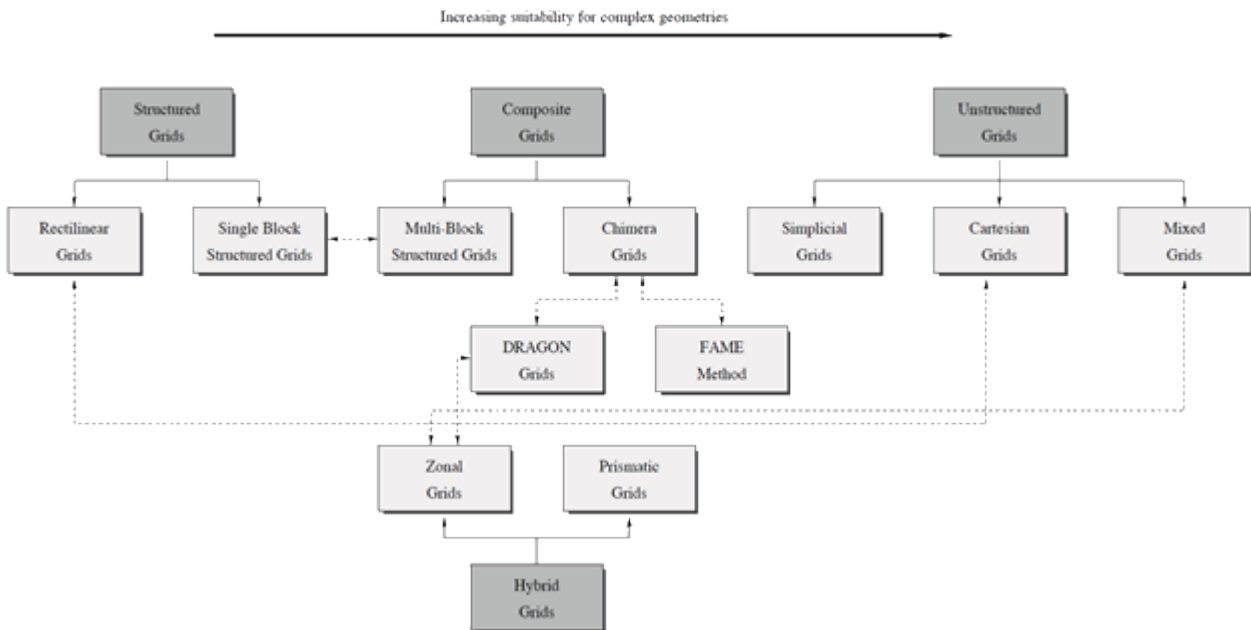 Increasing suitability for complex geometries
Structured
Grids
Composite
Grids
Unstructured
Grids
Rectilinear
Grids
Single Block
Structured Grids
Multi-Block
Structured Grids
Chimera
Grids
Simplicial
Grids
Cartesian
Grids
Mixed
Grids
DRAGON
Grids
FAME
Method
Zonal
Grids
Prismatic
Grids
Hybrid
Grids